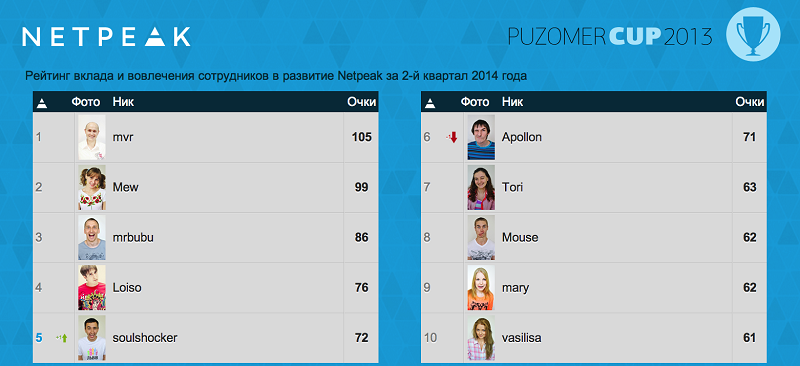 NETPEAK
PUZOMERCUP2013
Рейтинг вклада и вовлечения сотрудников в развитие Netpeak за 2-й квартал 2014 года
Фото Ник Очки
1 mvr 105
2 Mew 99
3 mrbubu 86
4 Loiso 76
5 soulshocker 72
Фото Ник Очки
6 Apollon 71
7 Tori 63
8 Mouse 62
9 mary 62
10 vasilisa 61